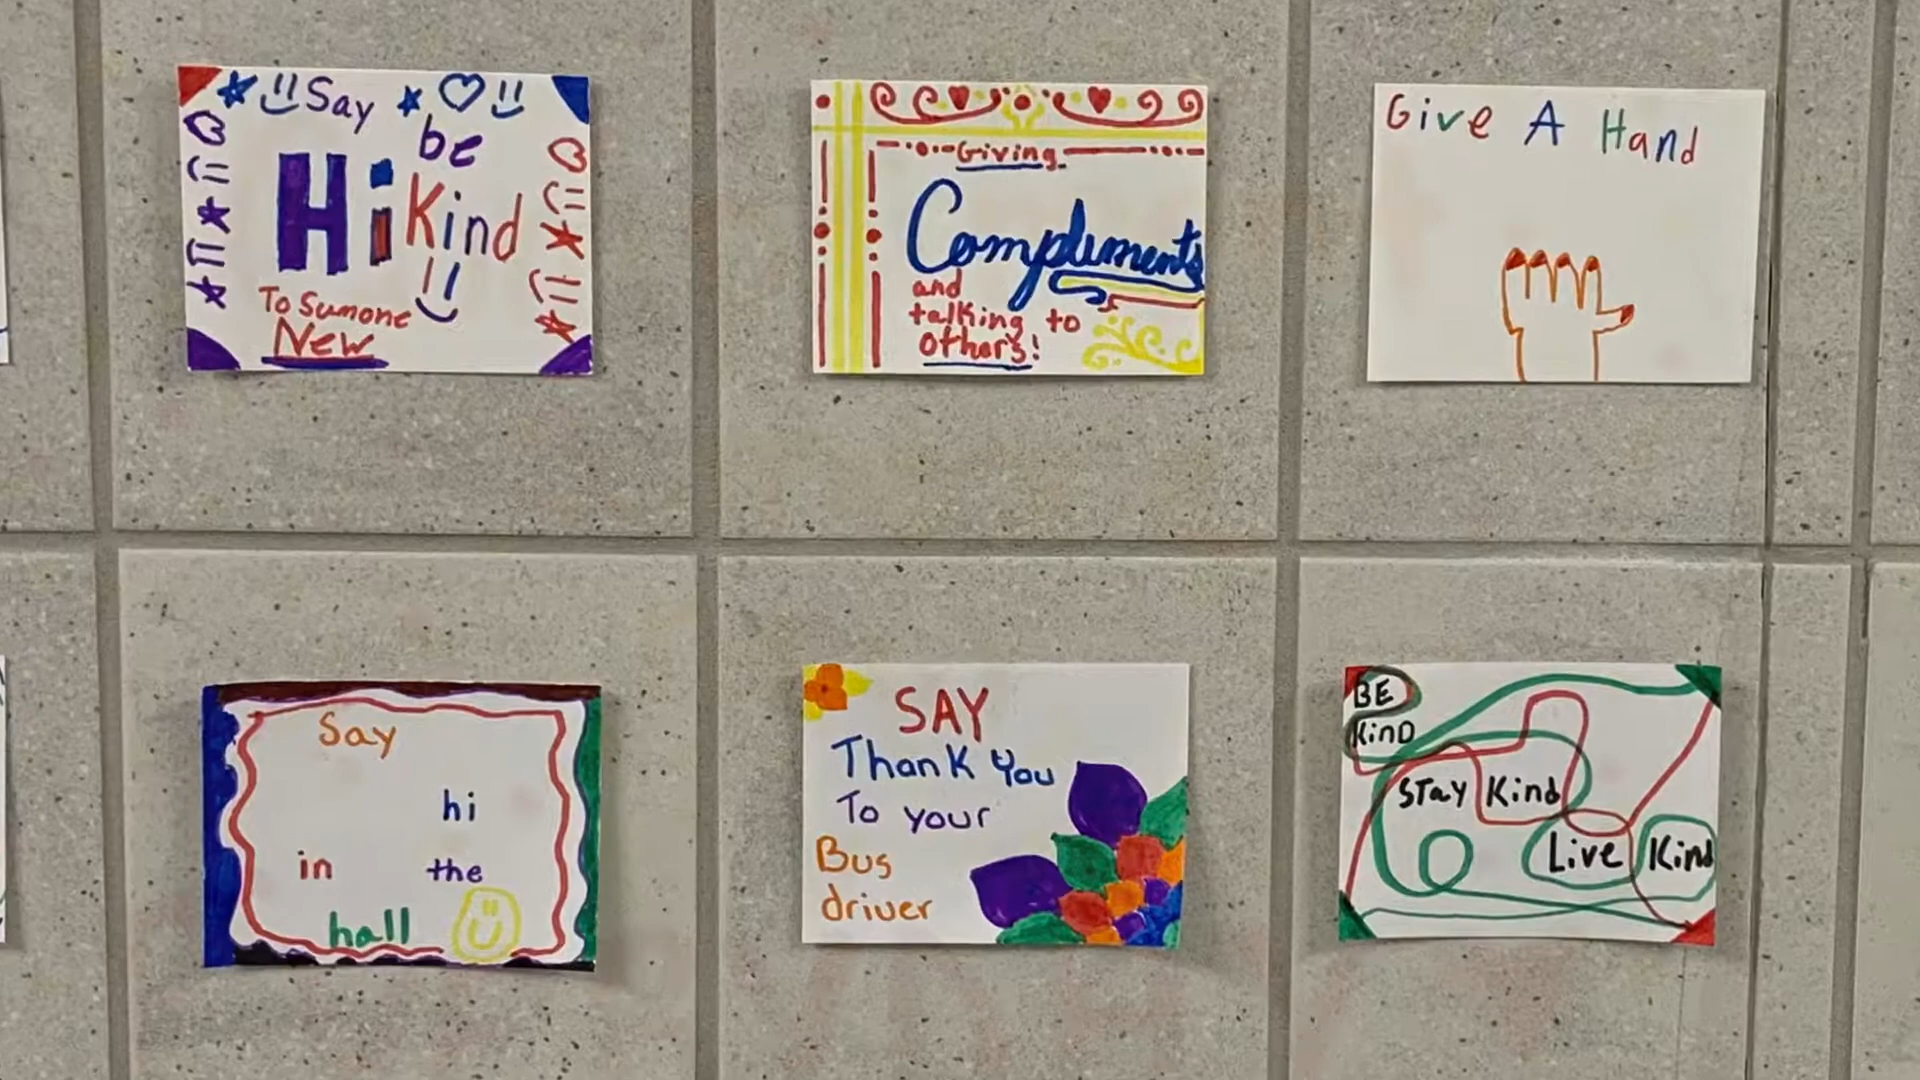 Say
be
Hi Kind
To Sumone
New
Giving
Compliments
and
talking to
others!
Give A Hand
Say
hi
in the
hall
SAY
Thank You
To your
Bus
driver
BE
KinD
STay Kind
Live Kind